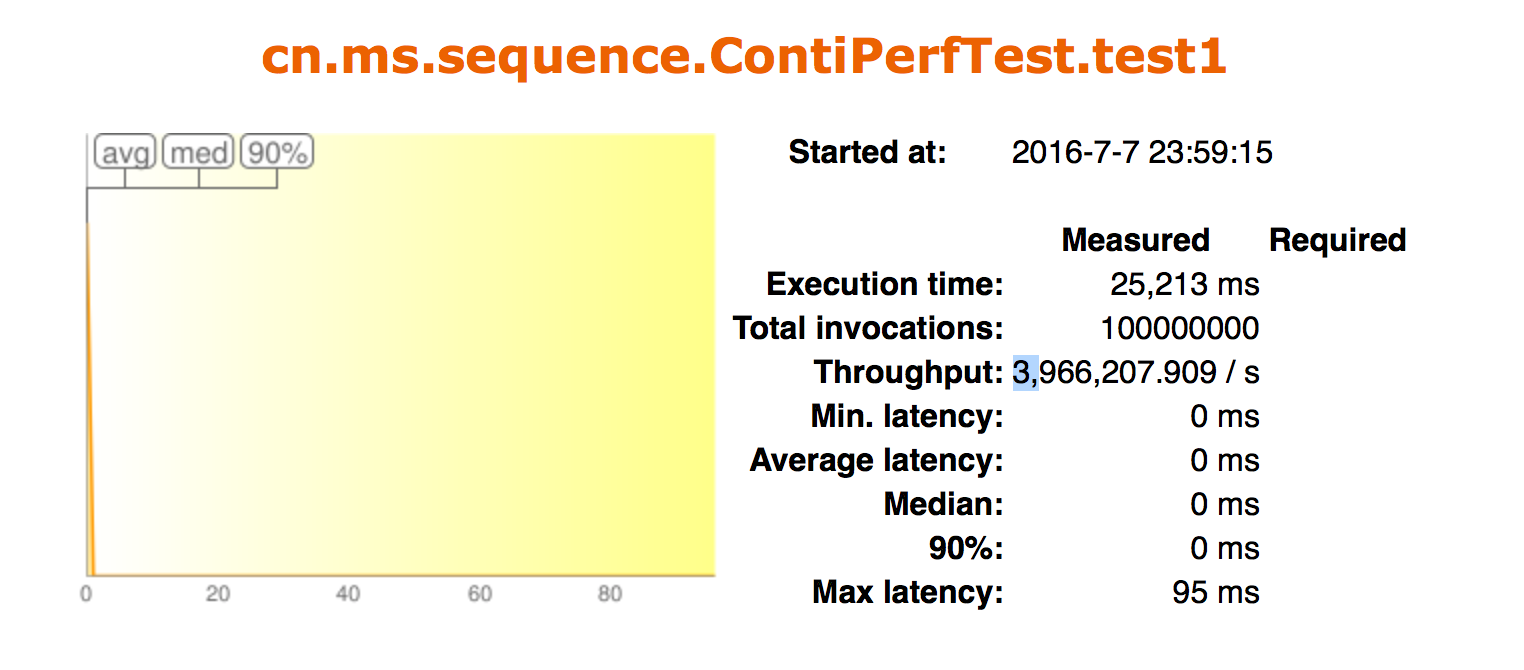 cn.ms.sequence.ContiPerfTest.test1
avg med 90%
0 20 40 60 80
Started at: 2016-7-7 23:59:15
Measured Required
Execution time: 25,213 ms
Total invocations: 100000000
Throughput: 3,966,207.909 / s
Min. latency: 0 ms
Average latency: 0 ms
Median: 0 ms
90%: 0 ms
Max latency: 95 ms